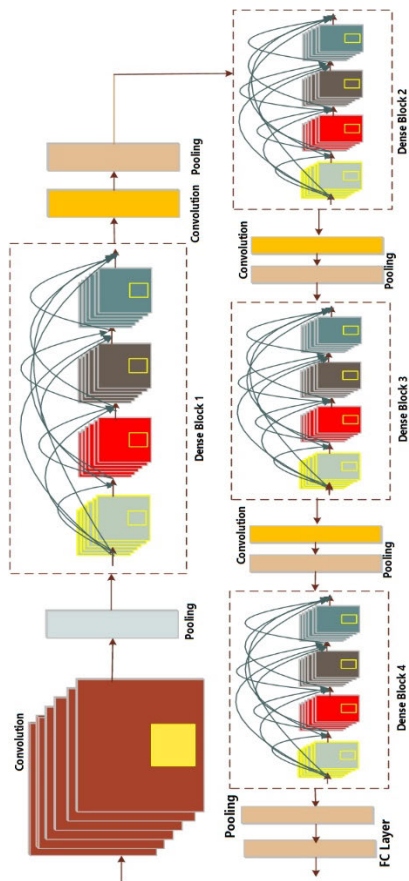 Convolution
Pooling
Dense Block 1
Convolution
Pooling
Dense Block 2
Convolution
Pooling
Dense Block 3
Convolution
Pooling
Dense Block 4
Pooling
FC Layer